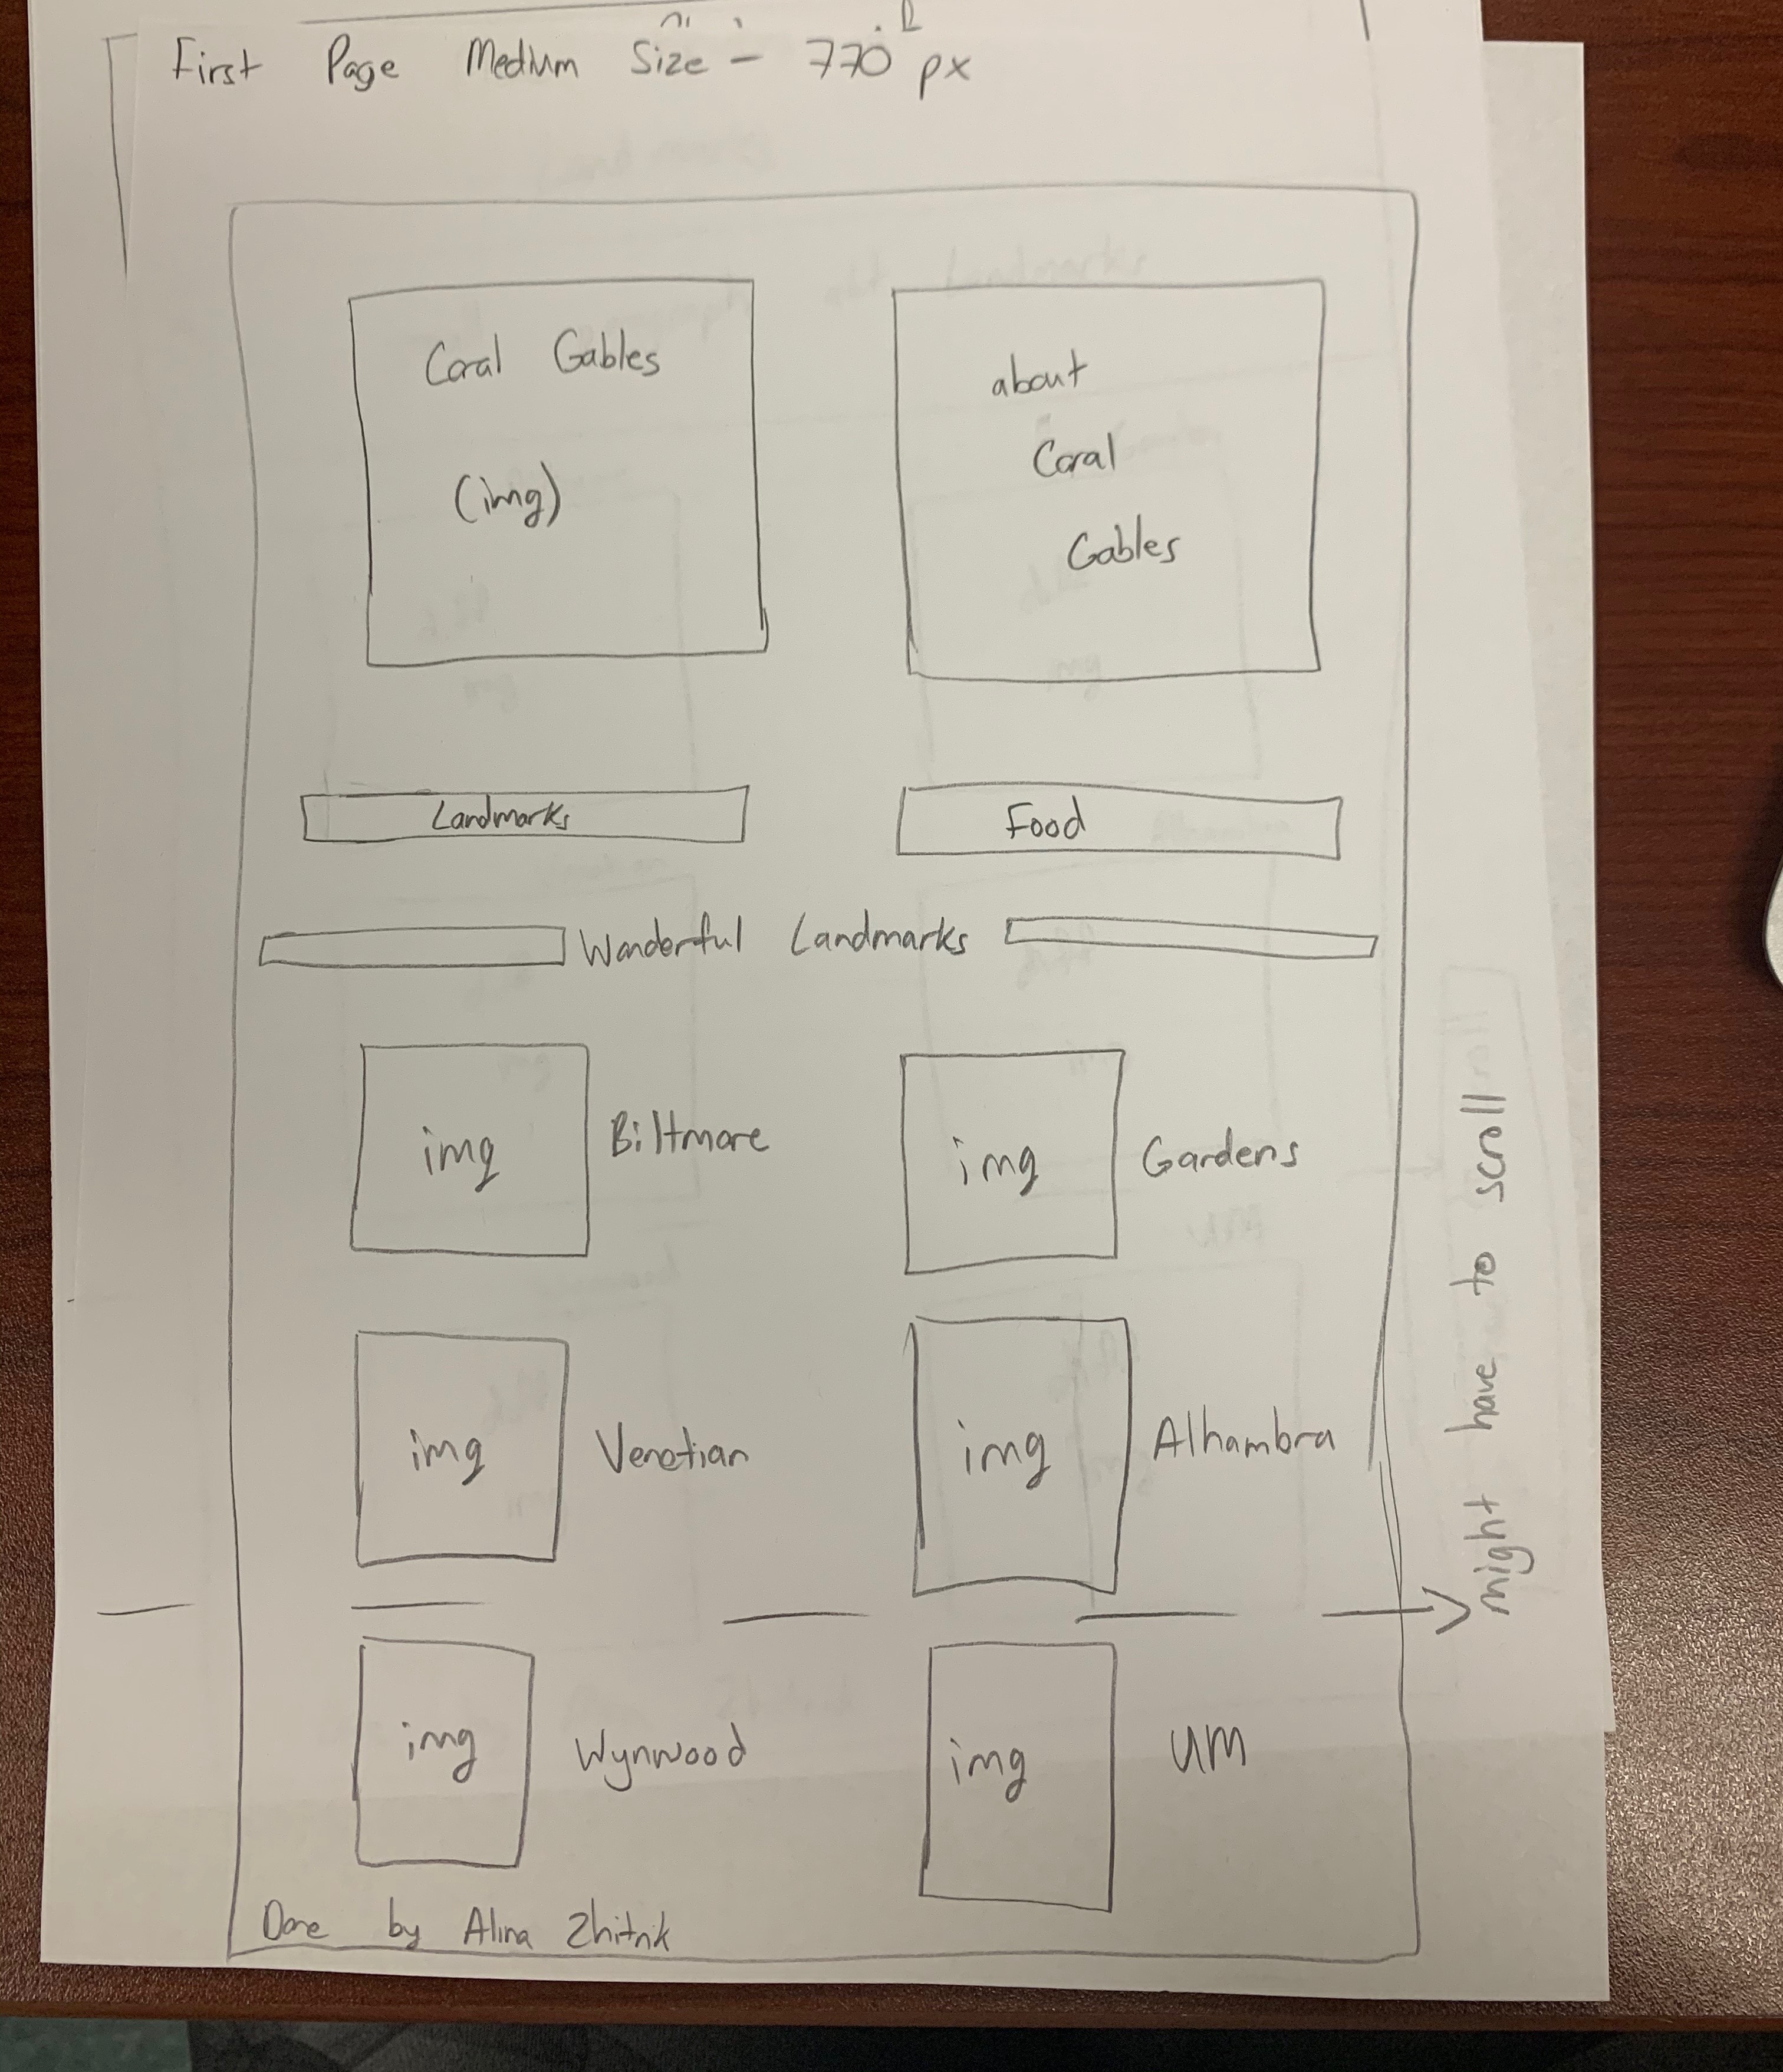 First Page Medium Size - 770 px
Coral Gables
(img)
about
Coral
Gables
Landmarks
Food
Wonderful Landmarks
img Biltmore
img Gardens
img Venetian
img Alhambra
might have to scroll
img Wynwood
img UM
Done by Alina Zhitnik